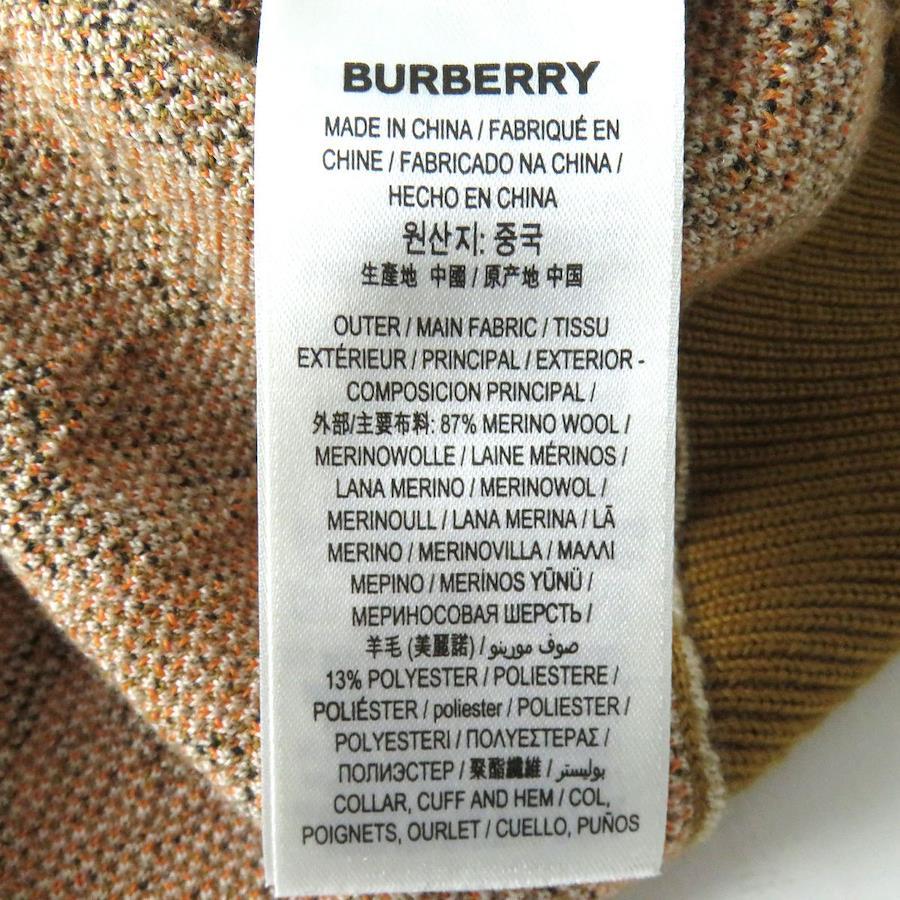 BURBERRY
MADE IN CHINA / FABRIQUÉ EN
CHINE / FABRICADO NA CHINA /
HECHO EN CHINA
원산지: 중국
生產地 中國 / 原产地 中国
OUTER / MAIN FABRIC / TISSU
EXTÉRIEUR / PRINCIPAL / EXTERIOR -
COMPOSICION PRINCIPAL /
外部/主要布料: 87% MERINO WOOL /
MERINOWOLLE / LAINE MÉRINOS /
LANA MERINO / MERINOWOL /
MERINOULL / LANA MERINA / LÃ
MERINO / MERINOVILLA / ΜΑΛΛΙ
ΜΕΡΙΝΟ / MERİNOS YÜNÜ /
МЕРИНОСОВАЯ ШЕРСТЬ /
羊毛 (美麗諾) / صوف مورينو
13% POLYESTER / POLIESTERE /
POLIÉSTER / poliester / POLIESTER /
POLYESTERI / ΠΟΛΥΕΣΤΕΡΑΣ /
ПОЛИЭСТЕР / 聚酯纖維 / بوليستر
COLLAR, CUFF AND HEM / COL,
POIGNETS, OURLET / CUELLO, PUÑOS